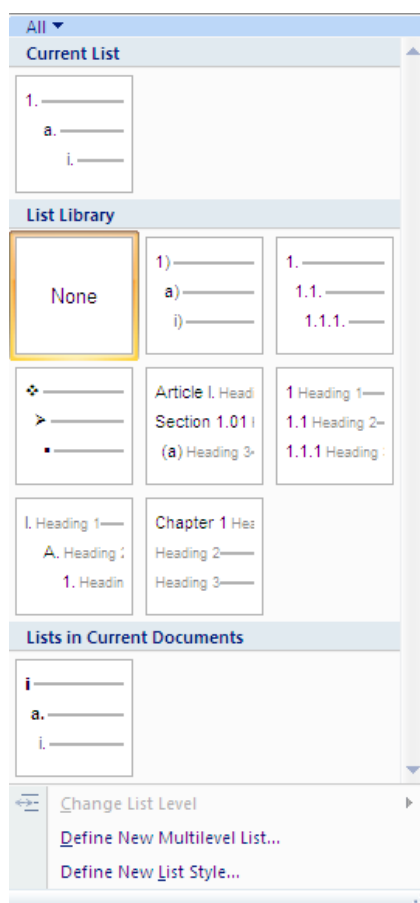 All
Current List
1.
a.
i.
List Library
None
1)
a)
i)
1.
1.1.
1.1.1.
Article I. Headi
Section 1.01 H
(a) Heading 3
1 Heading 1
1.1 Heading 2
1.1.1 Heading
I. Heading 1
A. Heading 2
1. Headin
Chapter 1 Hea
Heading 2
Heading 3
Lists in Current Documents
i
a.
i.
Change List Level
Define New Multilevel List...
Define New List Style...